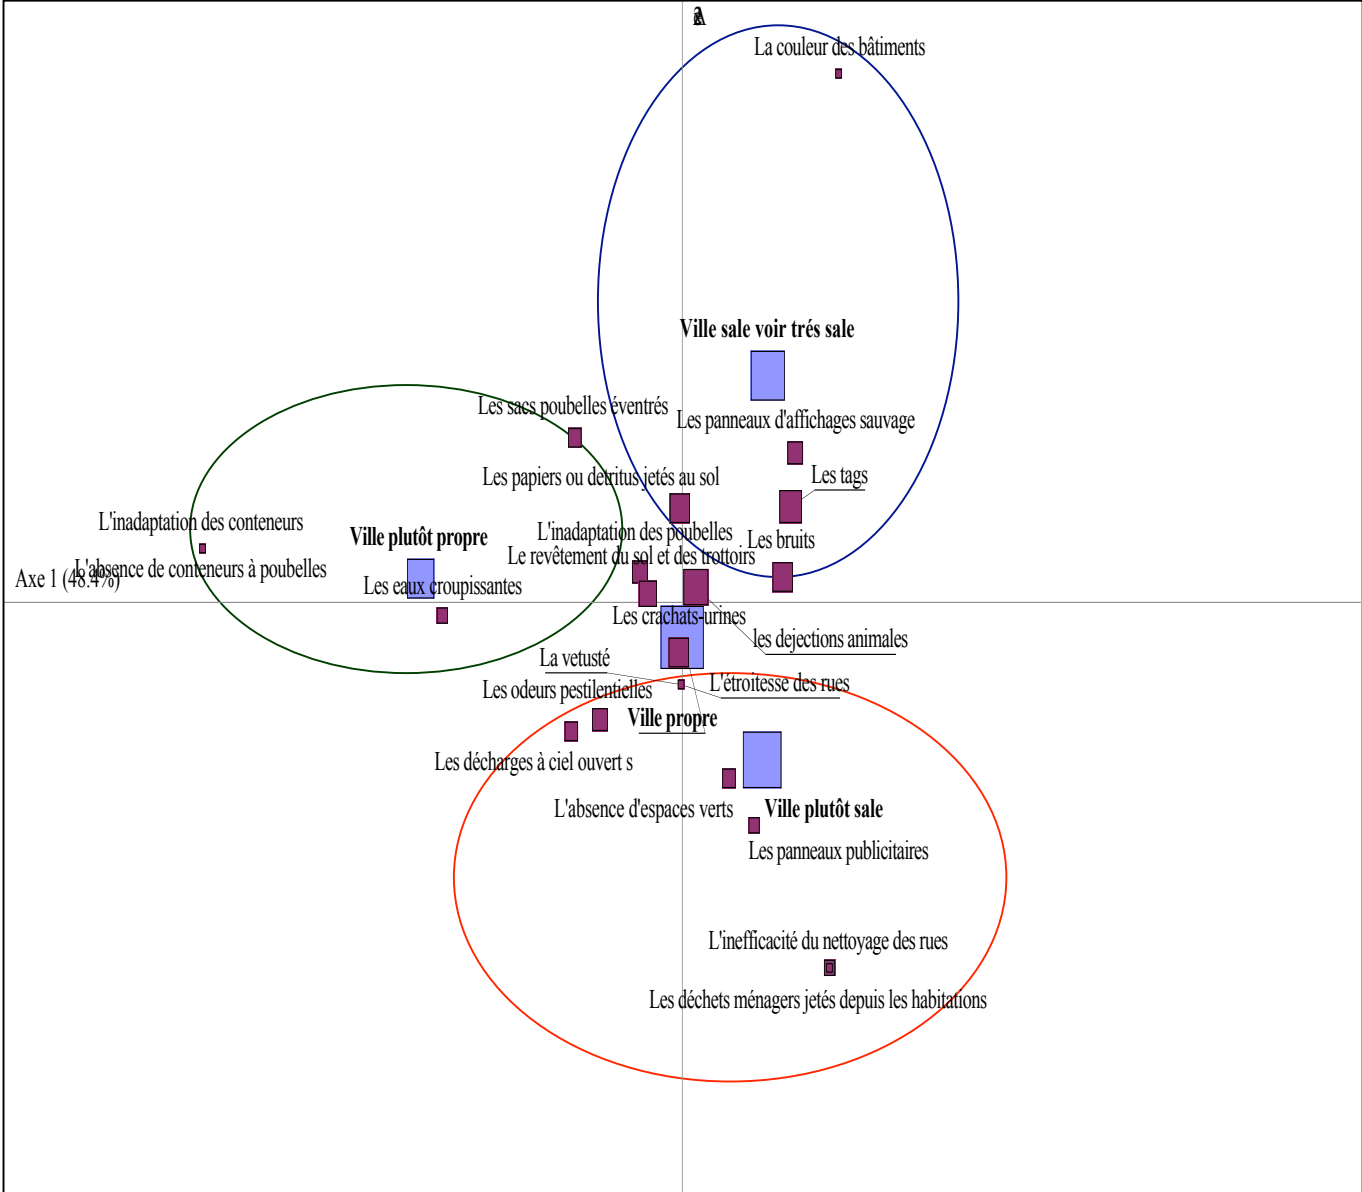 La couleur des bâtiments
Ville sale voir trés sale
Les sacs poubelles éventrés
Les panneaux d'affichages sauvage
Les papiers ou detritus jetés au sol
Les tags
L'inadaptation des conteneurs
Ville plutôt propre
L'inadaptation des poubelles
Les bruits
Le revêtement du sol et des trottoirs
L'absence de conteneurs à poubelles
Axe 1 (48.4%)
Les eaux croupissantes
Les crachats-urines
les dejections animales
La vetusté
L'étroitesse des rues
Les odeurs pestilentielles
Ville propre
Les décharges à ciel ouvert s
L'absence d'espaces verts
Ville plutôt sale
Les panneaux publicitaires
L'inefficacité du nettoyage des rues
Les déchets ménagers jetés depuis les habitations